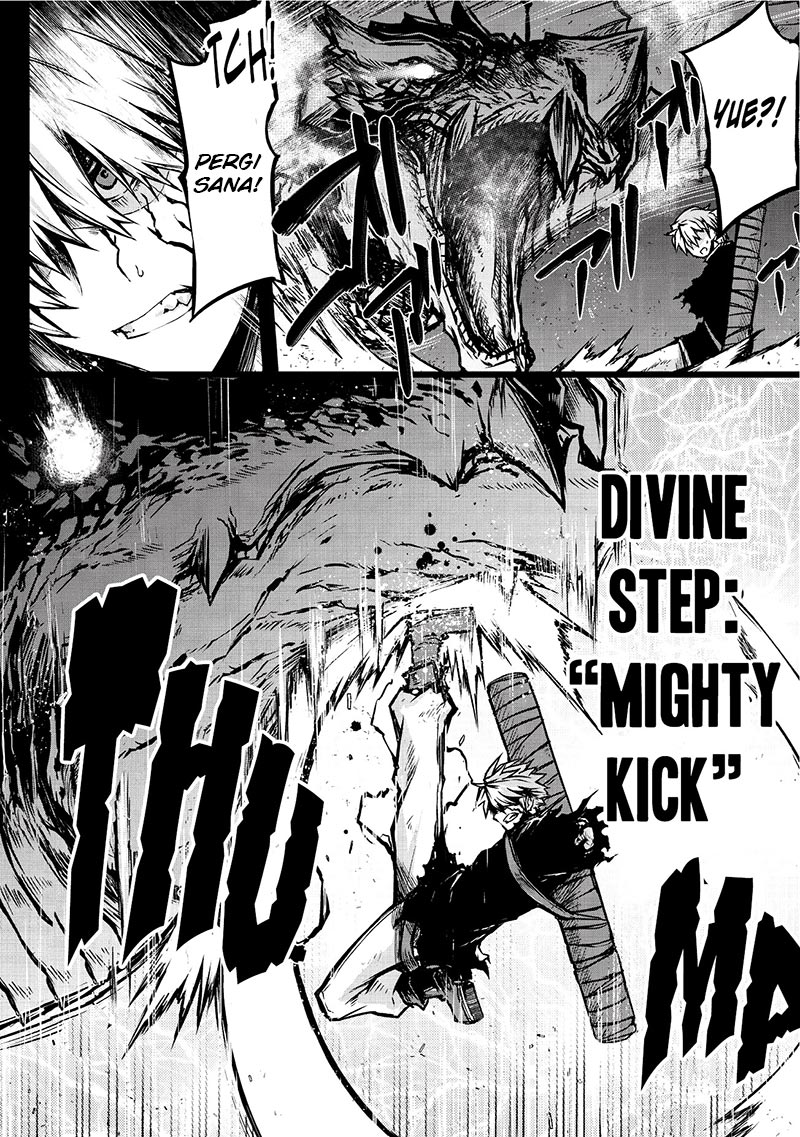 YUE?!
TCH!
PERGI
SANA!
DIVINE
STEP:
"MIGHTY
KICK"
THU
MP